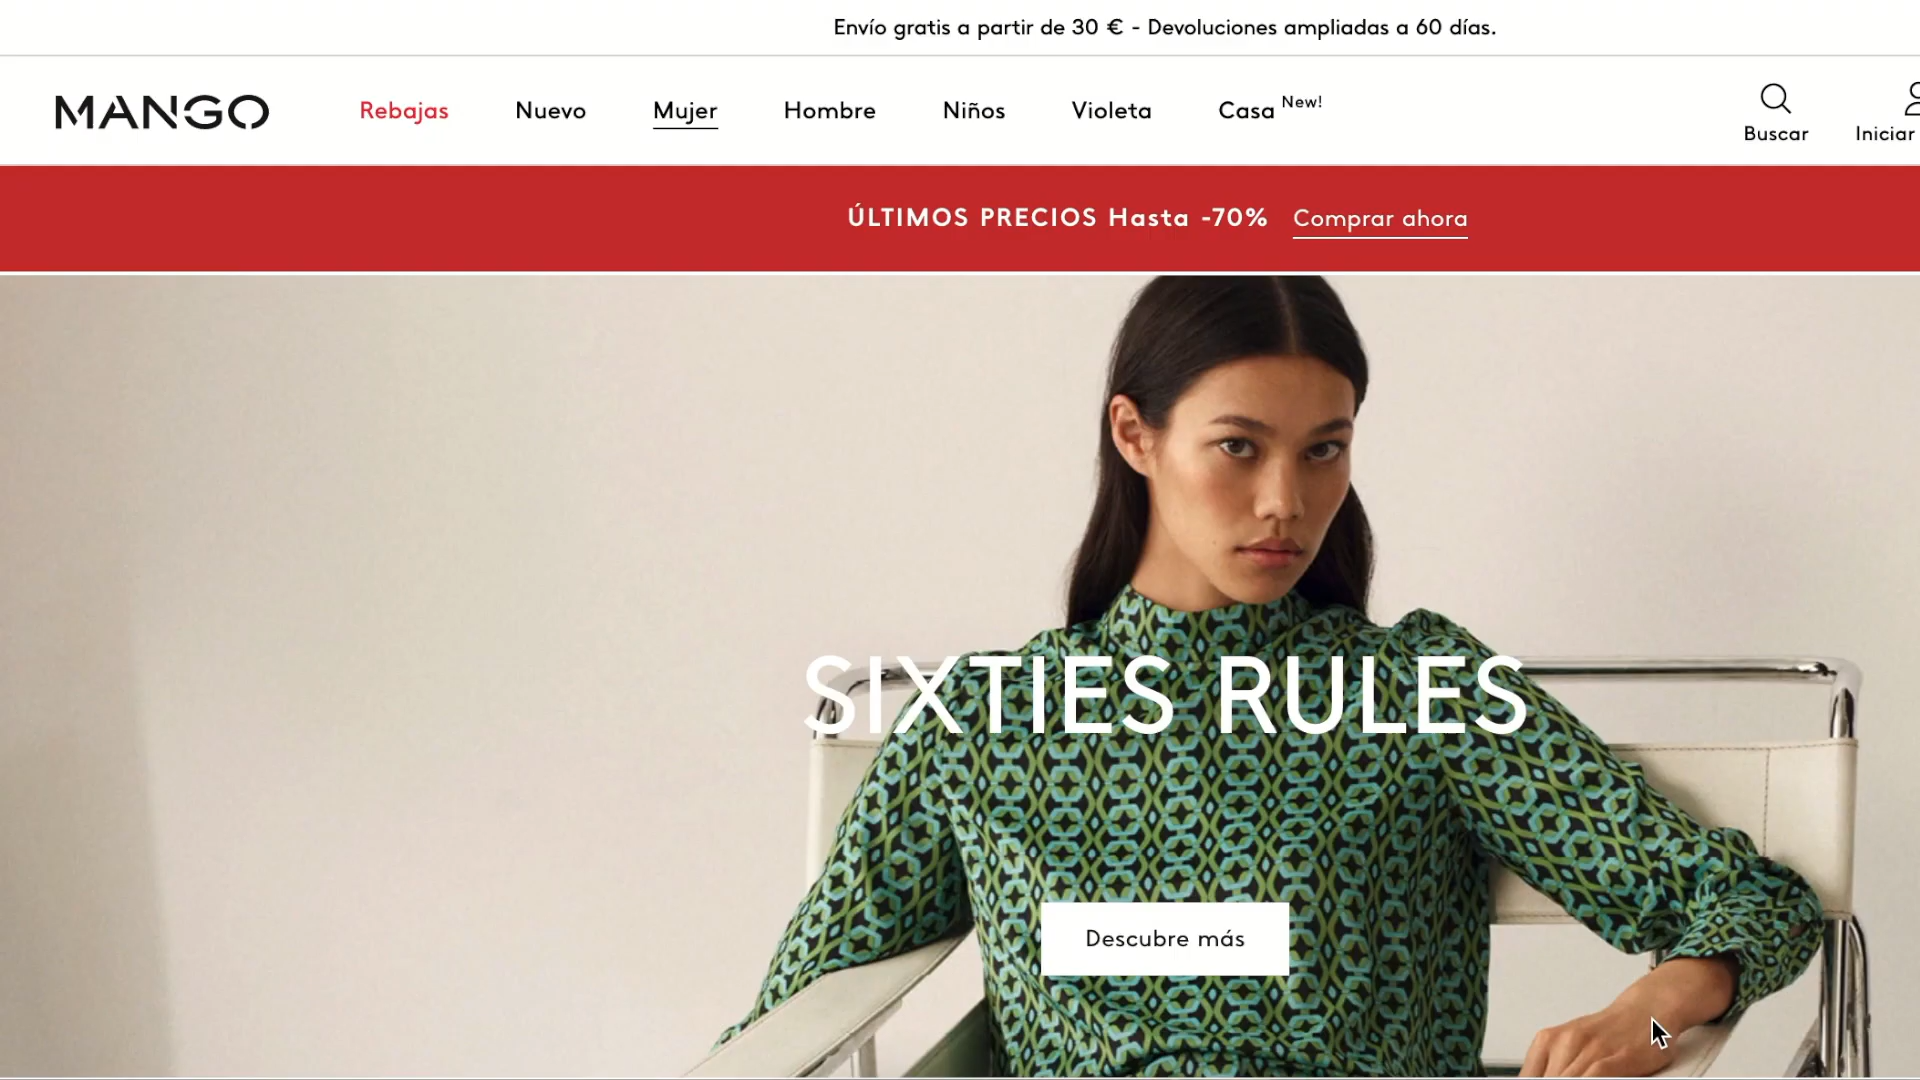 Envío gratis a partir de 30 € - Devoluciones ampliadas a 60 días.
MANGO Rebajas Nuevo Mujer Hombre Niños Violeta Casa New!
Buscar Iniciar
ÚLTIMOS PRECIOS Hasta -70% Comprar ahora
SIXTIES RULES
Descubre más